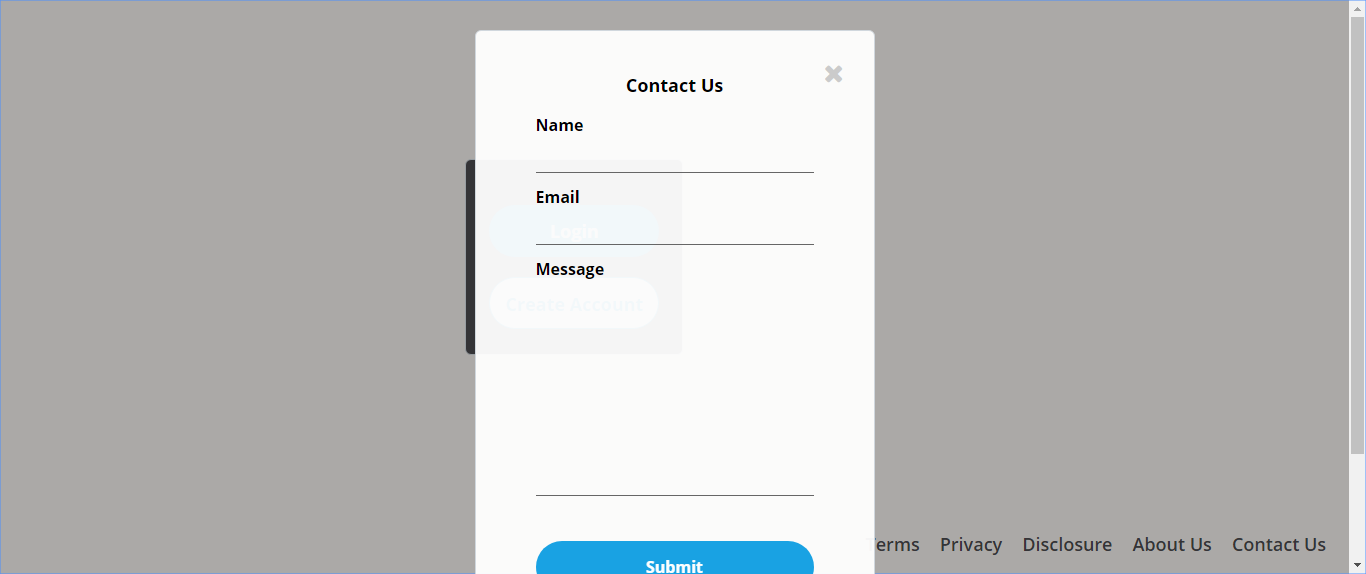 Contact Us
Name
Email
Login
Message
Create Account
Submit
Terms Privacy Disclosure About Us Contact Us